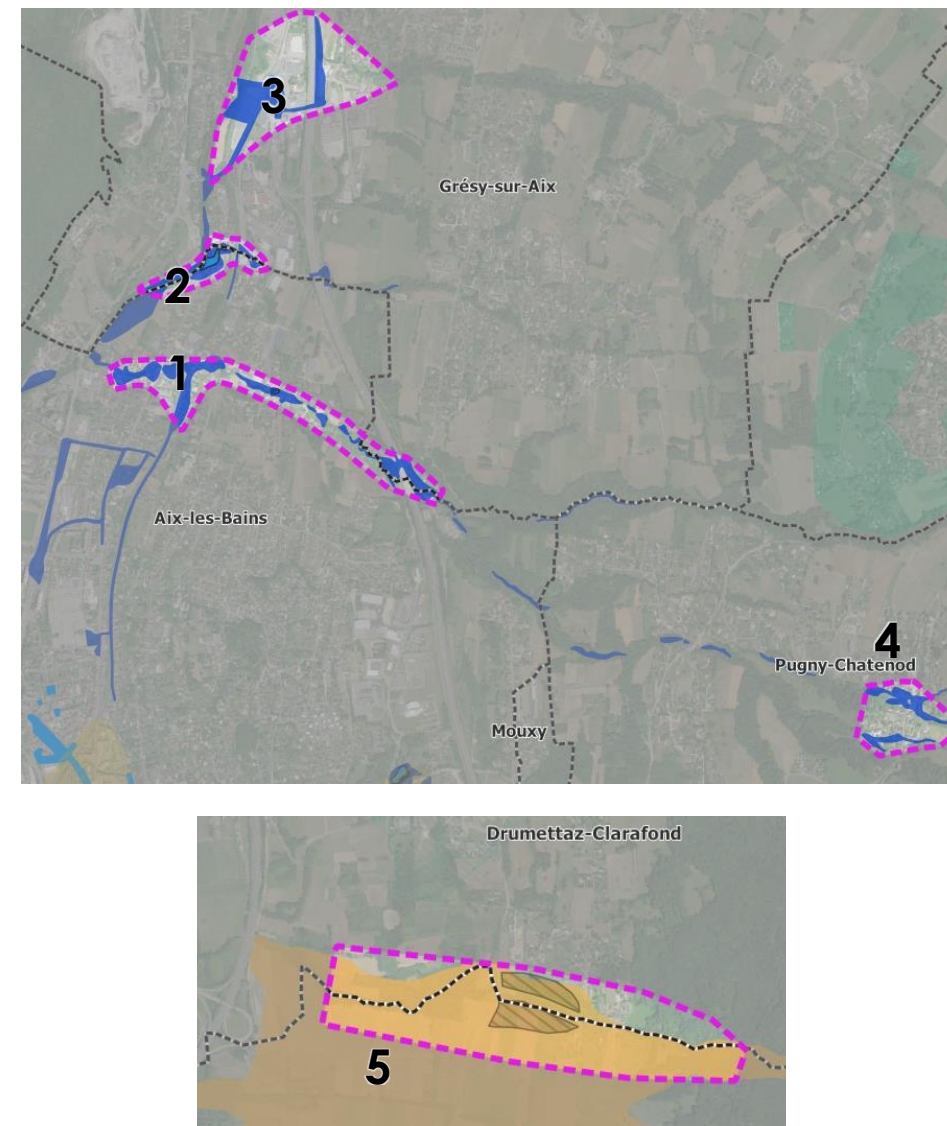 3
Grésy-sur-Aix
2
1
Aix-les-Bains
4
Pugny-Chatenod
Mouxy
Drumettaz-Clarafond
5